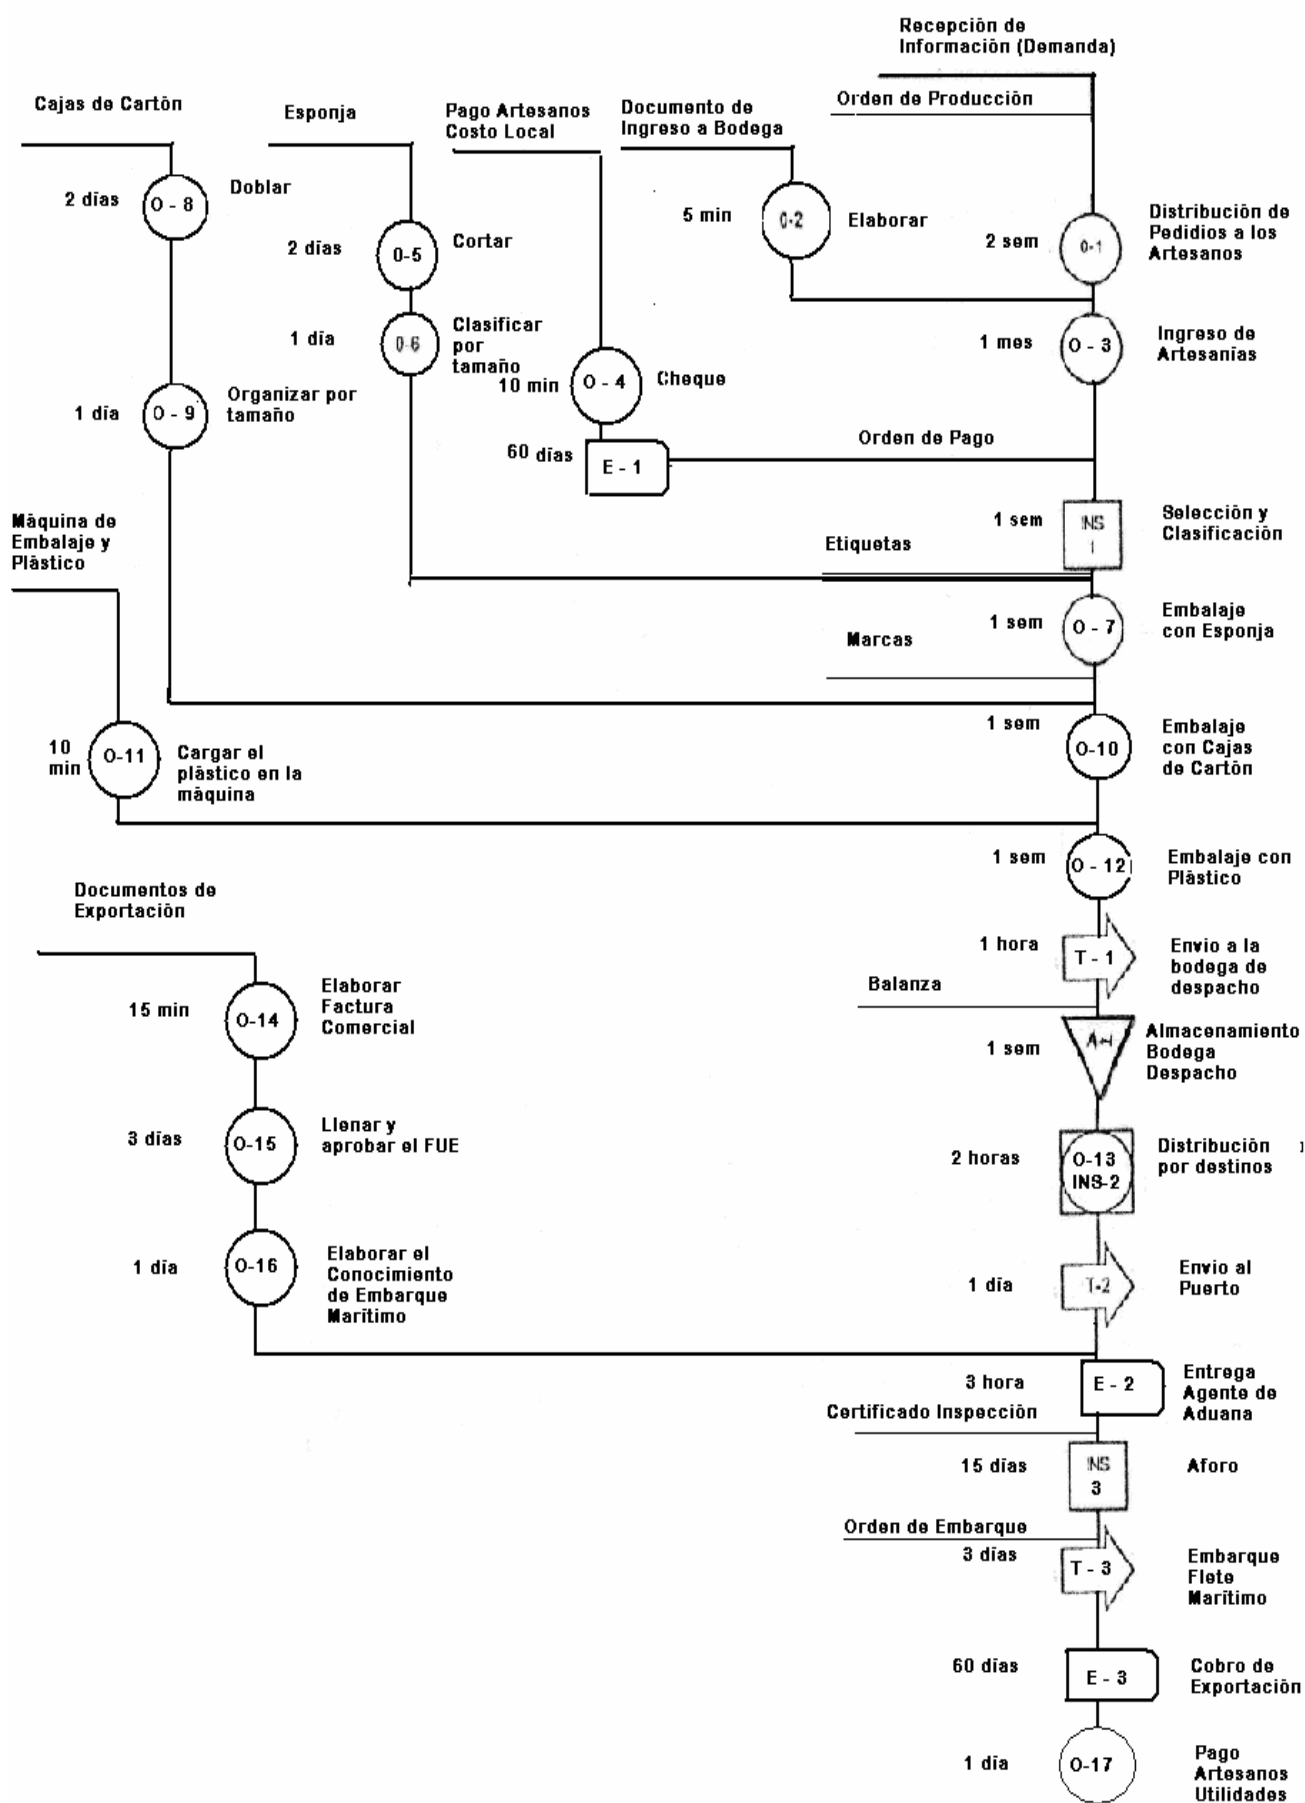 Recepción de
Información (Demanda)
Orden de Producción
Cajas de Cartón
Esponja
Pago Artesanos
Costo Local
Documento de
Ingreso a Bodega
2 días
O - 8
Doblar
2 días
O-5
Cortar
5 min
O-2
Elaborar
2 sem
O-1
Distribución de
Pedidios a los
Artesanos
1 día
O-6
Clasificar
por
tamaño
10 min
O - 4
Cheque
1 mes
O - 3
Ingreso de
Artesanías
1 día
O - 9
Organizar por
tamaño
60 días
E - 1
Orden de Pago
Máquina de
Embalaje y
Plástico
1 sem
INS
1
Selección y
Clasificación
Etiquetas
1 sem
O - 7
Embalaje
con Esponja
Marcas
1 sem
O-10
Embalaje
con Cajas
de Cartón
10
min
O-11
Cargar el
plástico en la
máquina
1 sem
O - 12
Embalaje con
Plástico
Documentos de
Exportación
1 hora
T - 1
Envio a la
bodega de
despacho
Balanza
15 min
O-14
Elaborar
Factura
Comercial
1 sem
A-1
Almacenamiento
Bodega
Despacho
3 días
O-15
Llenar y
aprobar el FUE
2 horas
O-13
INS-2
Distribución
por destinos
1 día
O-16
Elaborar el
Conocimiento
de Embarque
Marítimo
1 día
T-2
Envio al
Puerto
3 hora
E - 2
Entrega
Agente de
Aduana
Certificado Inspección
15 días
INS
3
Aforo
Orden de Embarque
3 días
T - 3
Embarque
Flete
Marítimo
60 días
E - 3
Cobro de
Exportación
1 día
O-17
Pago
Artesanos
Utilidades